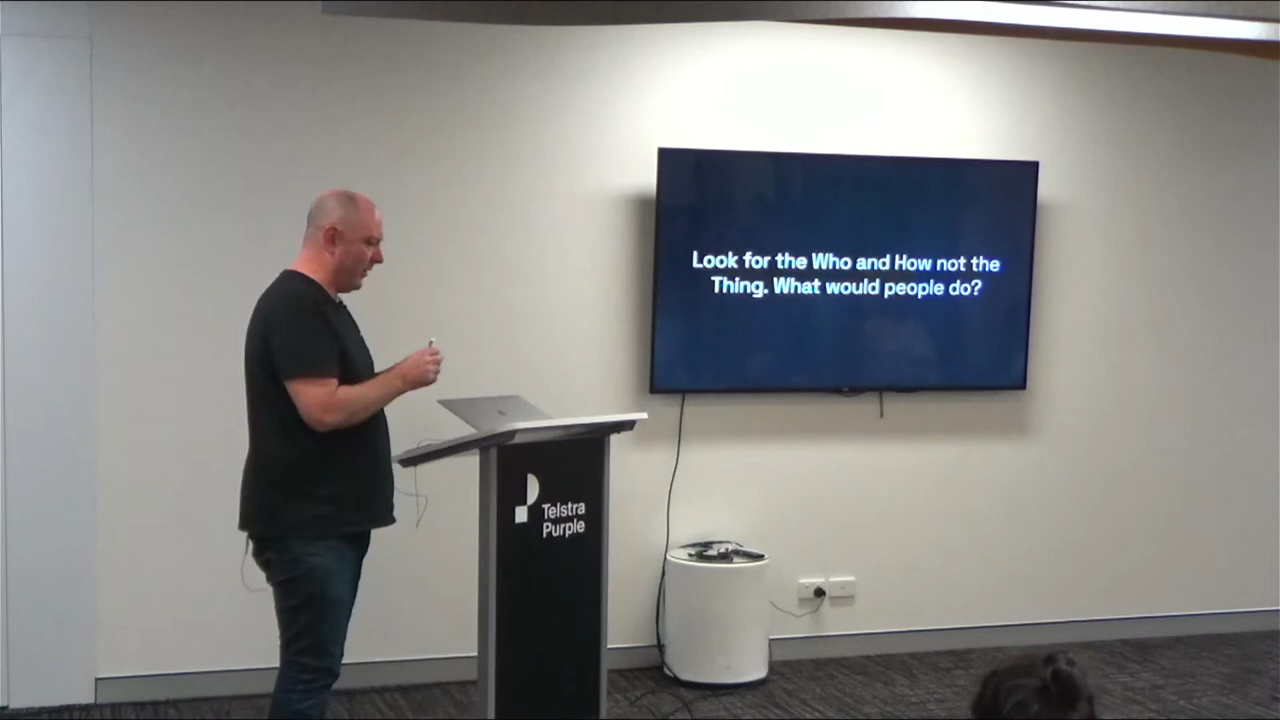 Look for the Who and How not the
Thing. What would people do?
Telstra
Purple